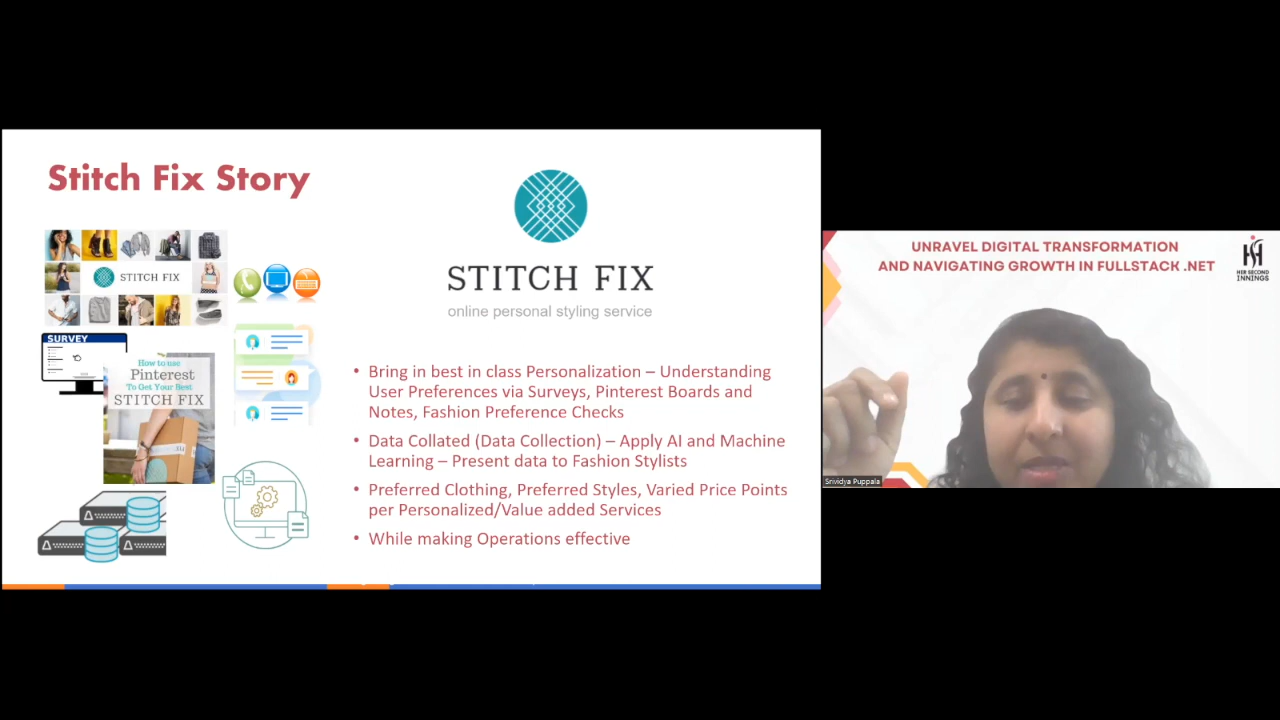 Stitch Fix Story
STITCH FIX
SURVEY
How to use
Pinterest
To Get Your Best
STITCH FIX
STITCH FIX
online personal styling service
• Bring in best in class Personalization – Understanding
User Preferences via Surveys, Pinterest Boards and
Notes, Fashion Preference Checks
• Data Collated (Data Collection) – Apply AI and Machine
Learning – Present data to Fashion Stylists
• Preferred Clothing, Preferred Styles, Varied Price Points
per Personalized/Value added Services
• While making Operations effective
UNRAVEL DIGITAL TRANSFORMATION
AND NAVIGATING GROWTH IN FULLSTACK .NET
HER SECOND
INNINGS
Srividya Puppala